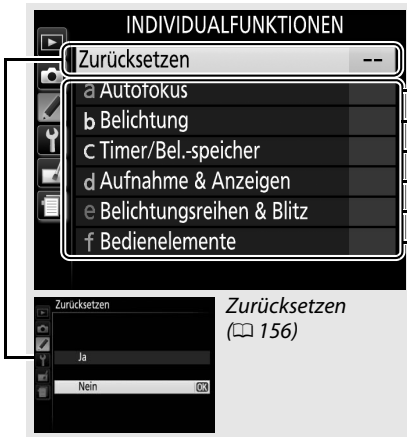 INDIVIDUALFUNKTIONEN
Zurücksetzen --
a Autofokus
b Belichtung
c Timer/Bel.-speicher
d Aufnahme & Anzeigen
e Belichtungsreihen & Blitz
f Bedienelemente
Zurücksetzen
Ja
Nein OK
Zurücksetzen
(📖 156)